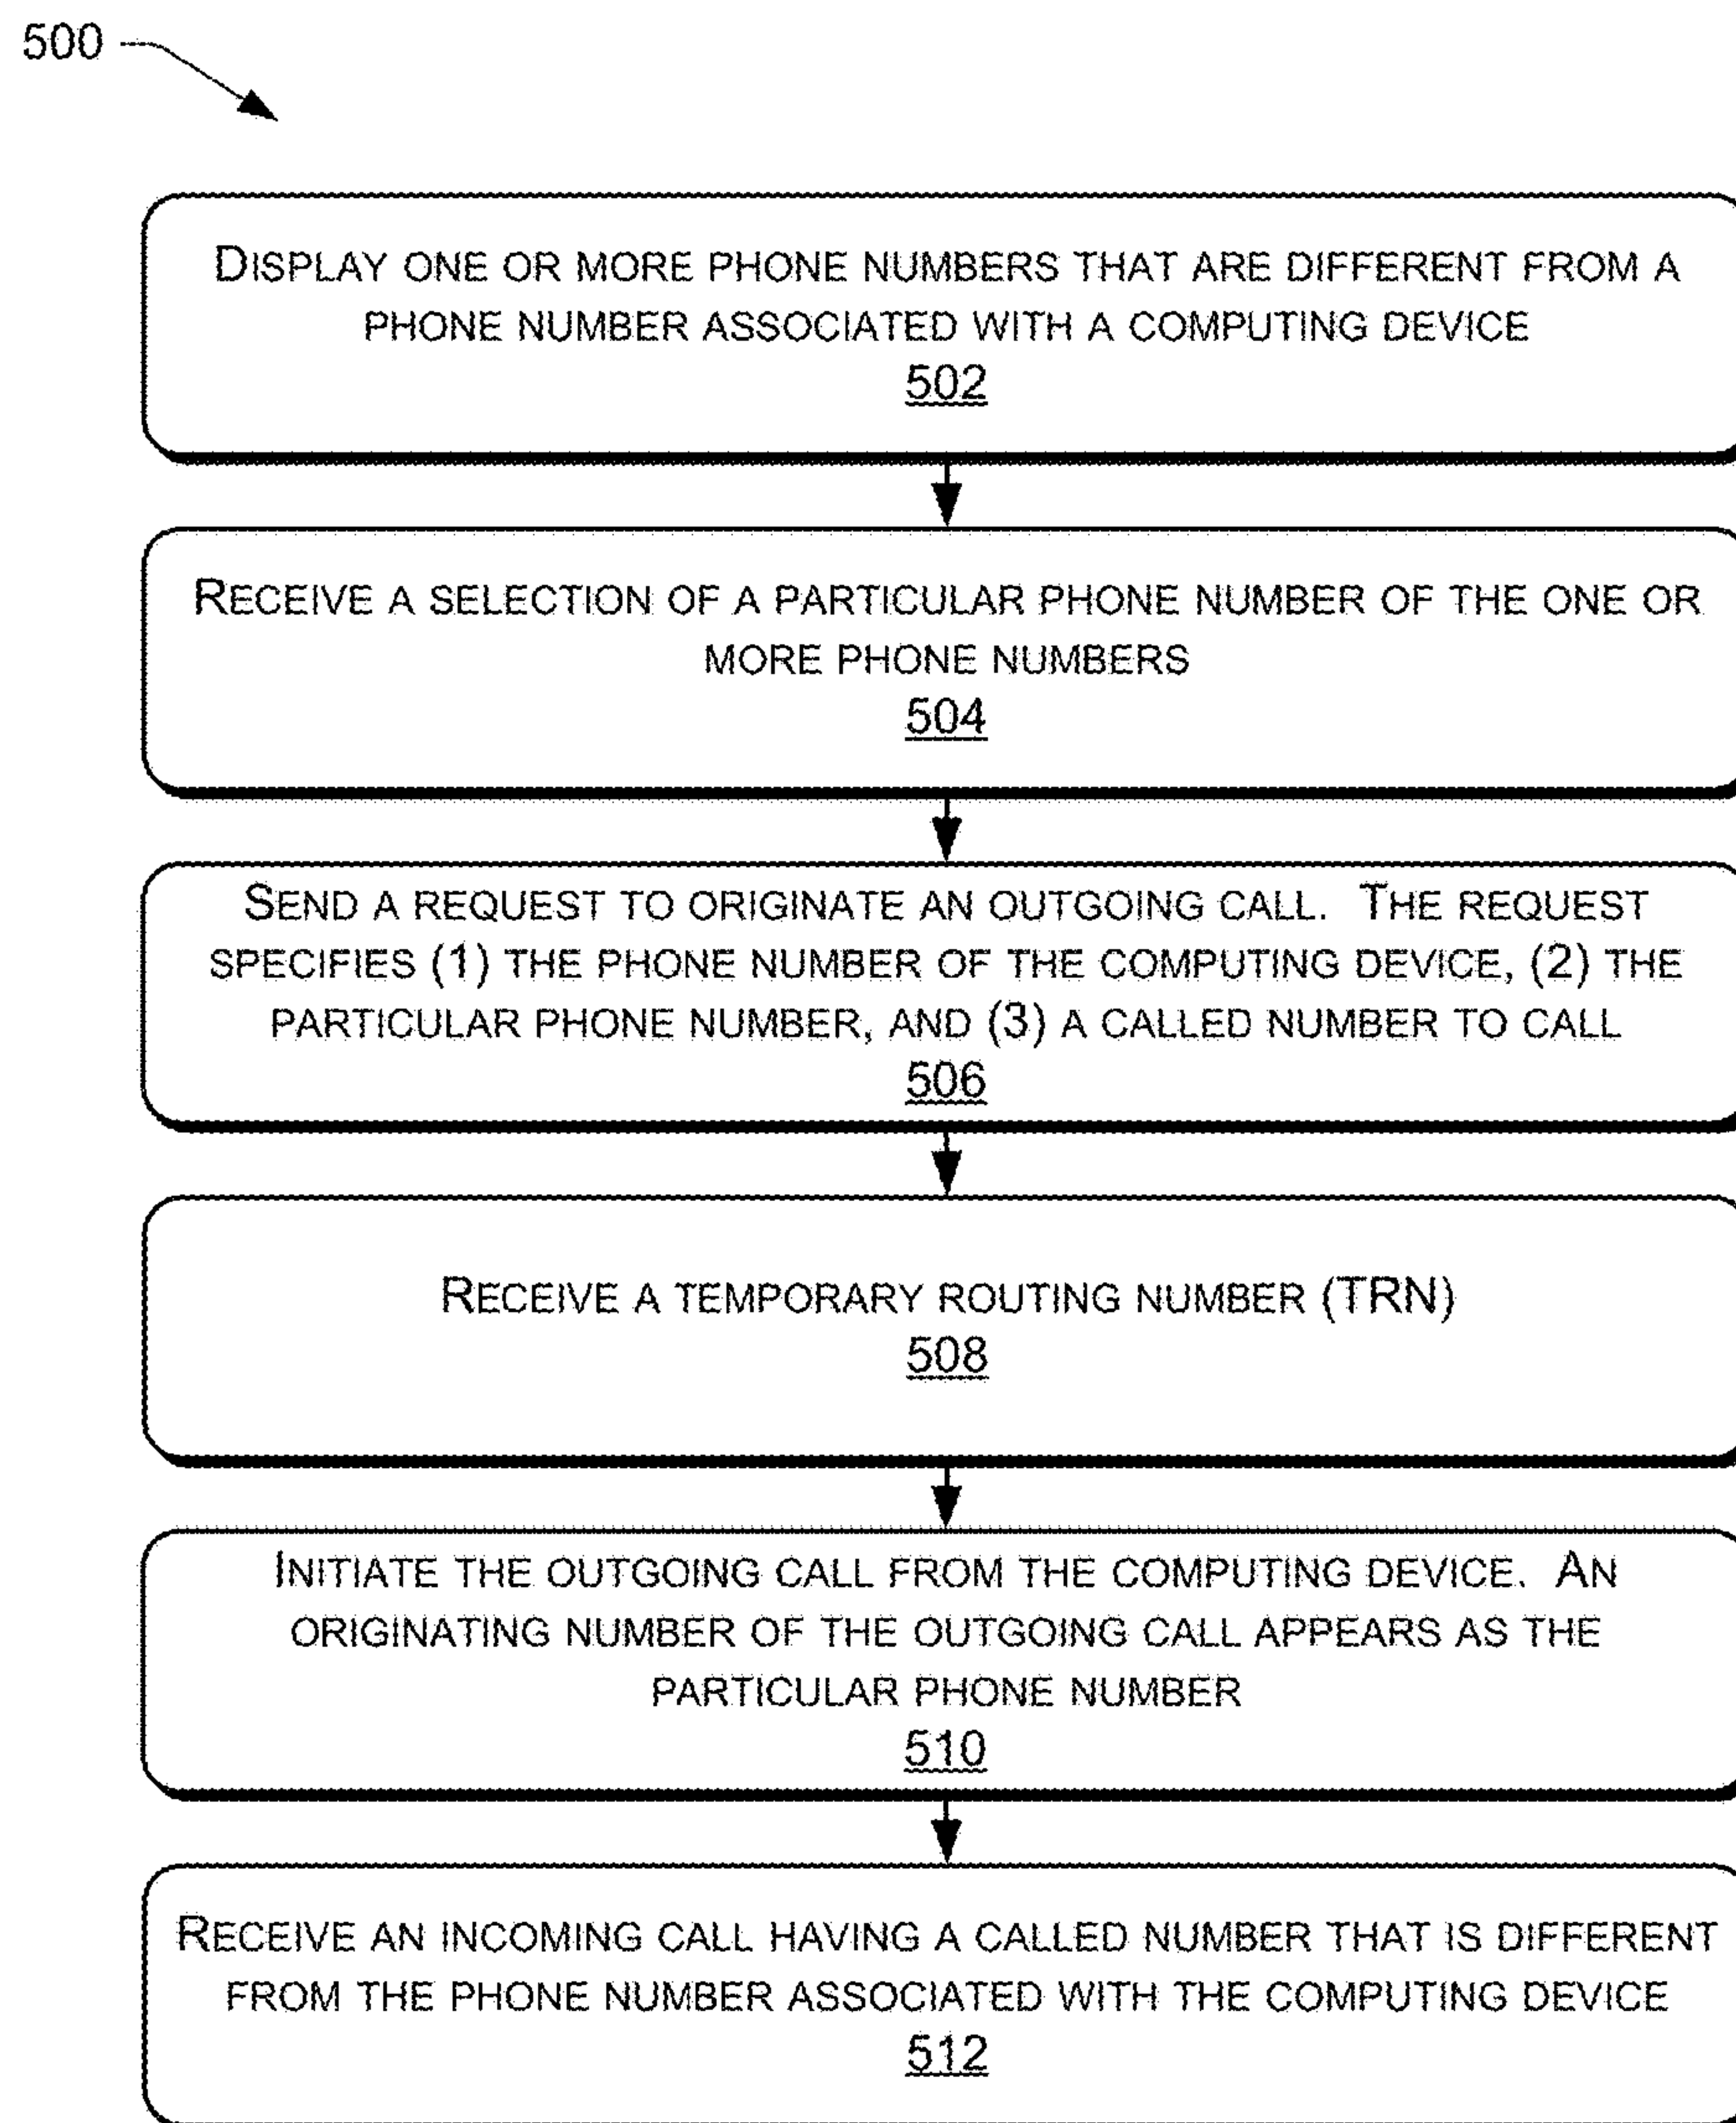 500
DISPLAY ONE OR MORE PHONE NUMBERS THAT ARE DIFFERENT FROM A
PHONE NUMBER ASSOCIATED WITH A COMPUTING DEVICE
502
RECEIVE A SELECTION OF A PARTICULAR PHONE NUMBER OF THE ONE OR
MORE PHONE NUMBERS
504
SEND A REQUEST TO ORIGINATE AN OUTGOING CALL. THE REQUEST
SPECIFIES (1) THE PHONE NUMBER OF THE COMPUTING DEVICE, (2) THE
PARTICULAR PHONE NUMBER, AND (3) A CALLED NUMBER TO CALL
506
RECEIVE A TEMPORARY ROUTING NUMBER (TRN)
508
INITIATE THE OUTGOING CALL FROM THE COMPUTING DEVICE. AN
ORIGINATING NUMBER OF THE OUTGOING CALL APPEARS AS THE
PARTICULAR PHONE NUMBER
510
RECEIVE AN INCOMING CALL HAVING A CALLED NUMBER THAT IS DIFFERENT
FROM THE PHONE NUMBER ASSOCIATED WITH THE COMPUTING DEVICE
512